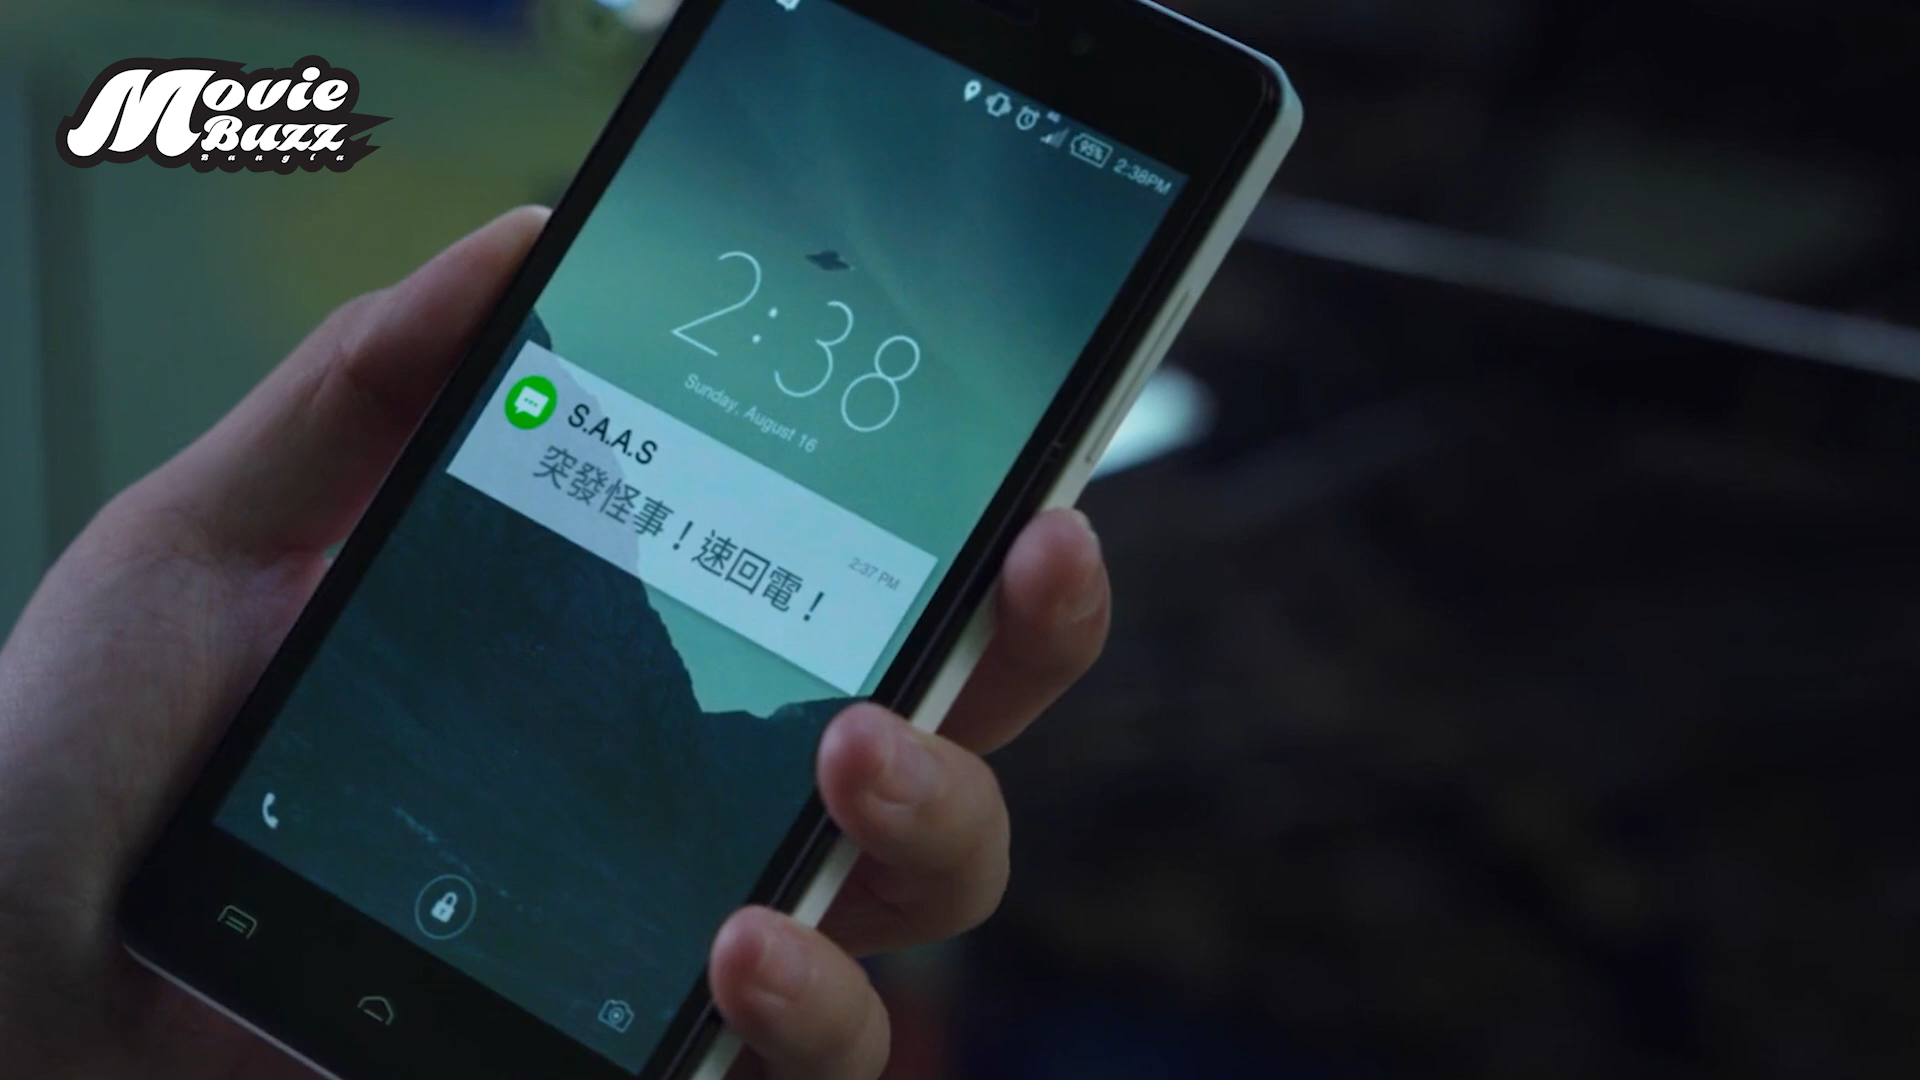 Movie
Buzz
Bangla
95% 2:38PM
2:38
Sunday, August 16
S.A.A.S
突發怪事！速回電！
2:37 PM